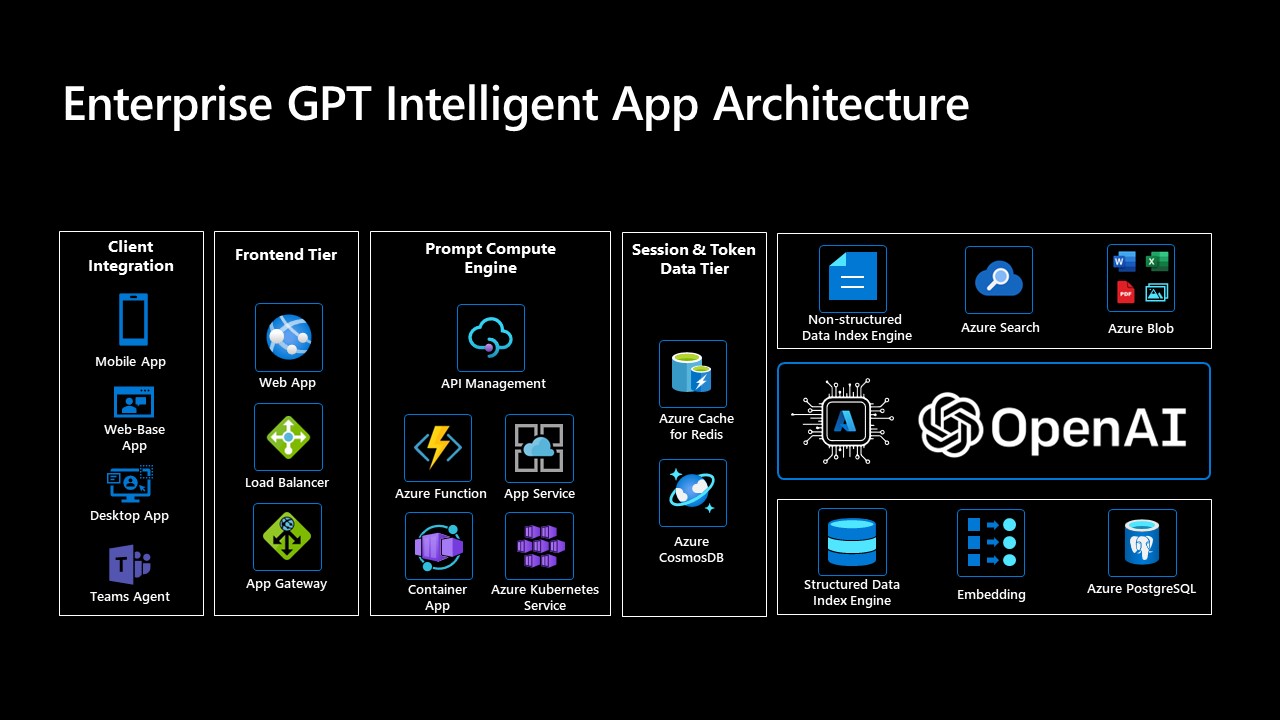 Enterprise GPT Intelligent App Architecture
Client
Integration
Mobile App
Web-Base
App
Desktop App
T
Teams Agent
Frontend Tier
Web App
Load Balancer
App Gateway
Prompt Compute
Engine
API Management
Azure Function
App Service
Container
App
Azure Kubernetes
Service
Session & Token
Data Tier
Azure Cache
for Redis
Azure
CosmosDB
Non-structured
Data Index Engine
Azure Search
W
X
PDF
Azure Blob
OpenAI
Structured Data
Index Engine
Embedding
Azure PostgreSQL